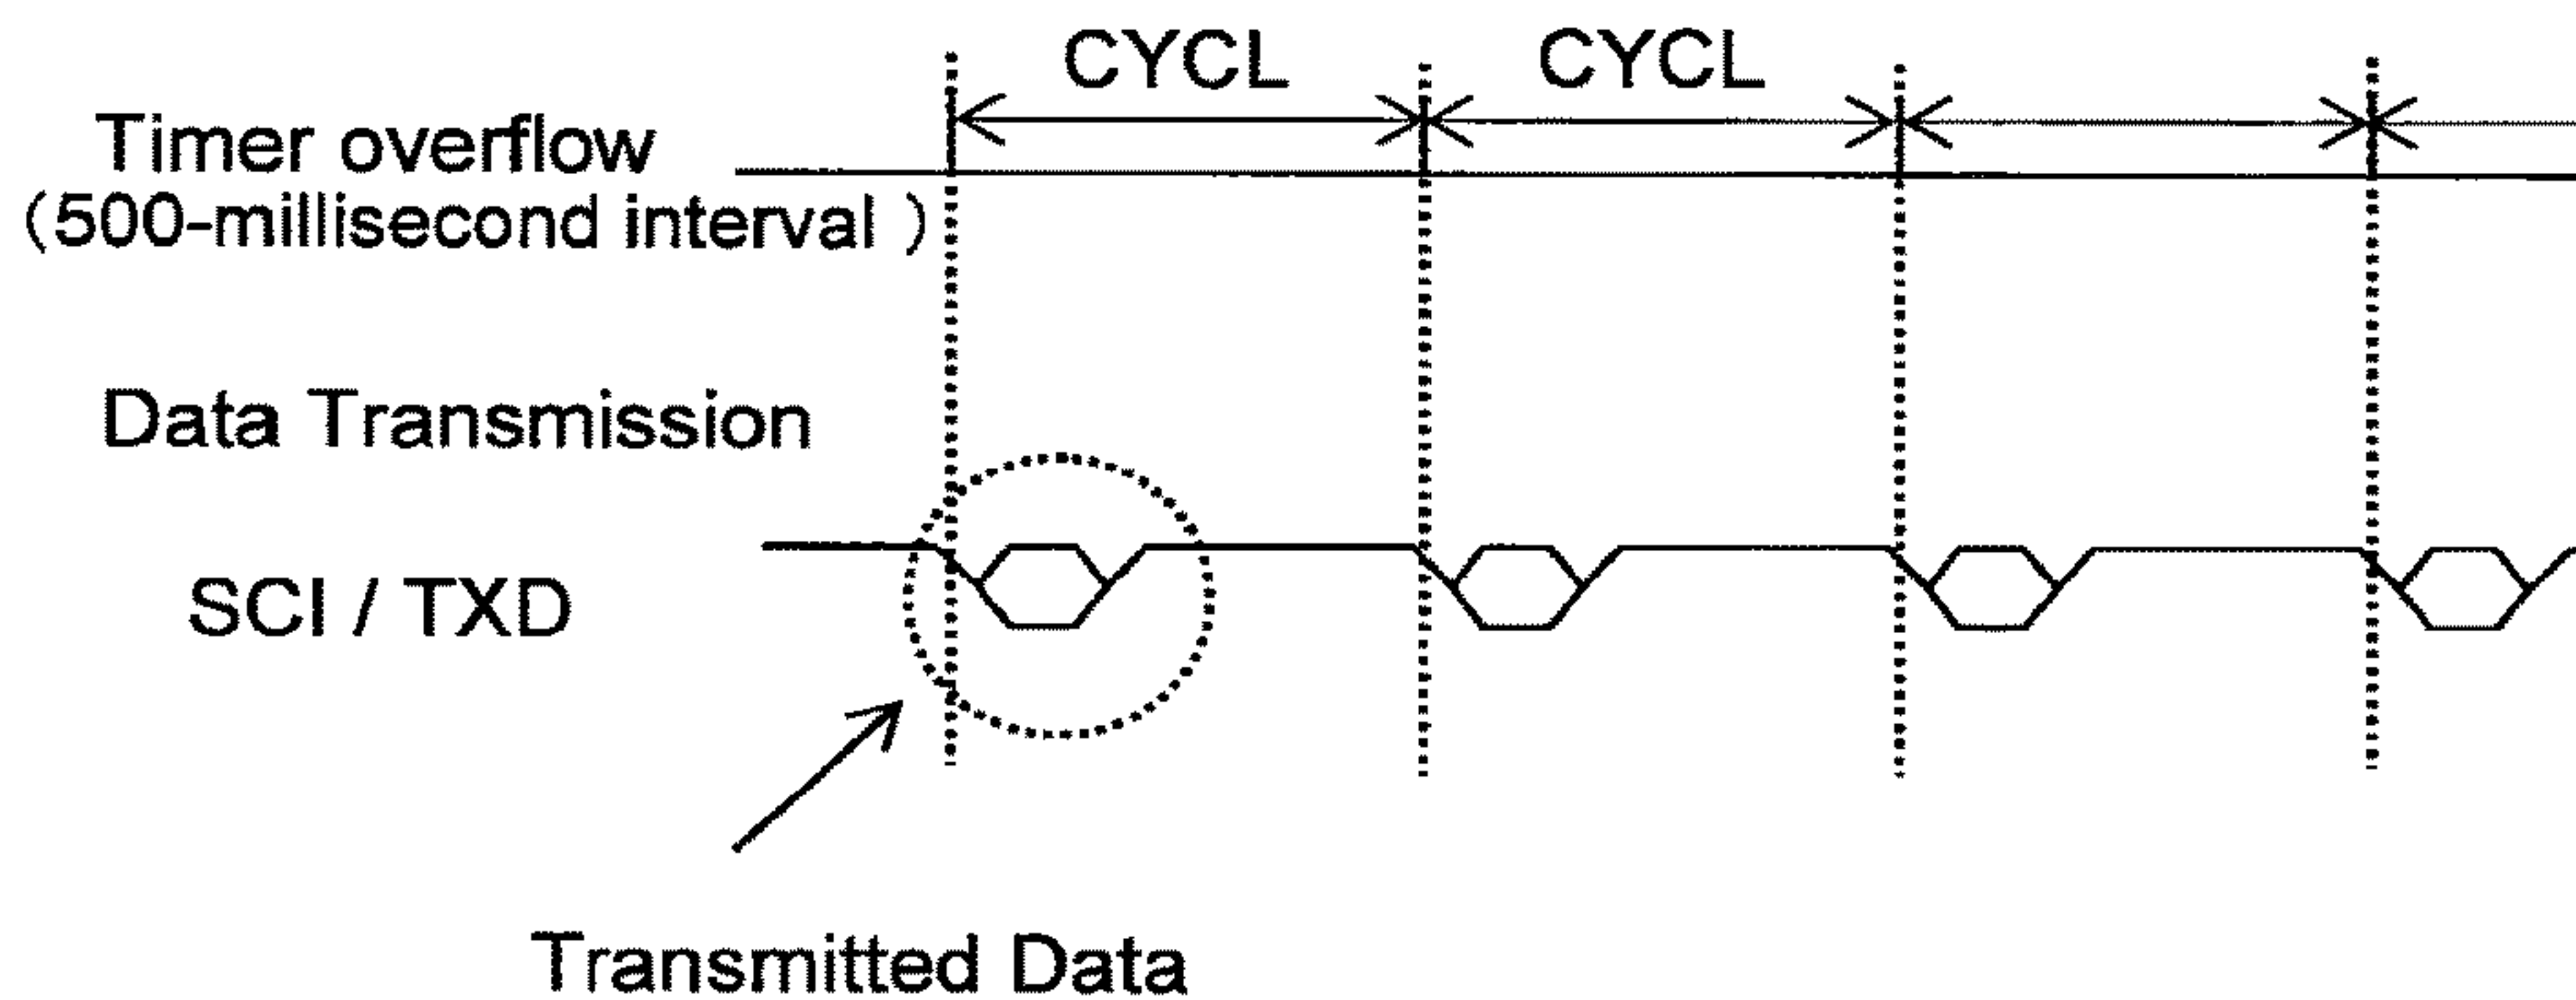 CYCL CYCL
Timer overflow
(500-millisecond interval )
Data Transmission
SCI / TXD
Transmitted Data